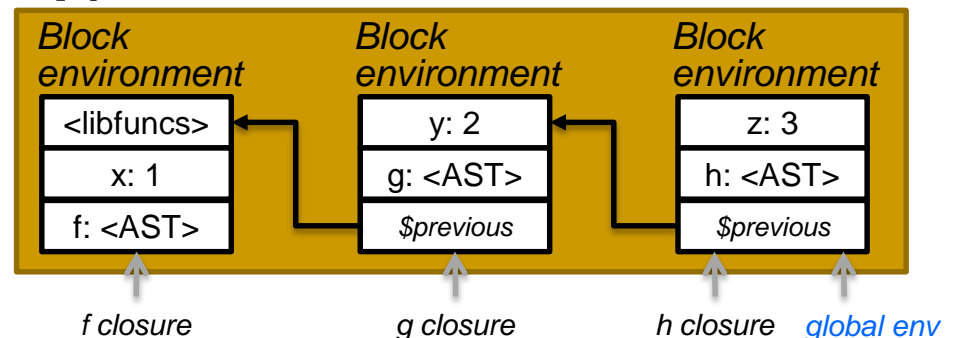 Block
environment
<libfuncs>
x: 1
f: <AST>
f closure
Block
environment
y: 2
g: <AST>
$previous
g closure
Block
environment
z: 3
h: <AST>
$previous
h closure
global env